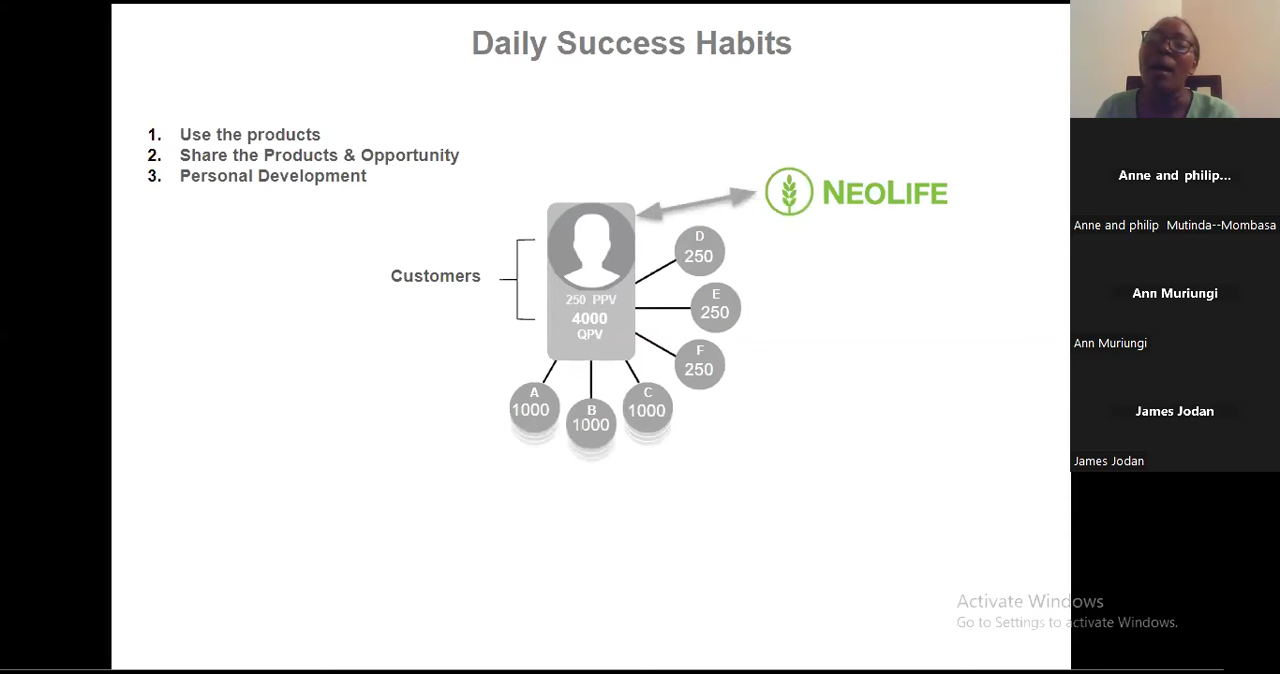 Daily Success Habits
1. Use the products
2. Share the Products & Opportunity
3. Personal Development
NEOLIFE
Customers
250 PPV
4000
QPV
D
250
E
250
F
250
A
1000
B
1000
C
1000
Anne and philip...
Anne and philip Mutinda--Mombasa
Ann Muriungi
Ann Muriungi
James Jodan
James Jodan
Activate Windows
Go to Settings to activate Windows.